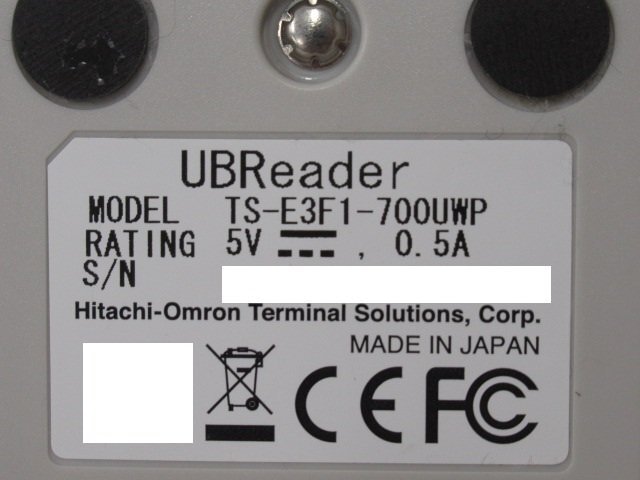 UBReader
MODEL TS-E3F1-700UWP
RATING 5V ⎓ , 0.5A
S/N
Hitachi-Omron Terminal Solutions, Corp.
MADE IN JAPAN
CE FC